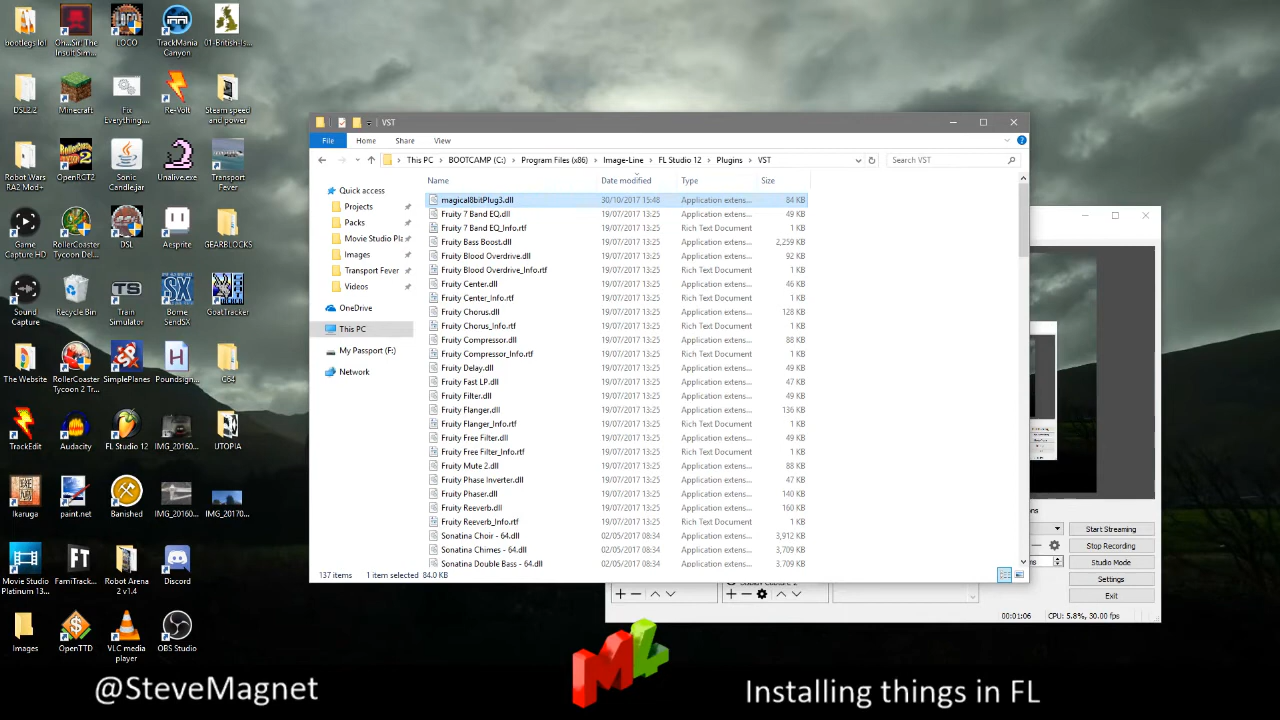 bootlegs lol
Oh...Sir: The Insult Sim...
LOCO
TrackMania Canyon
01-British-Is...
DSL2.2
Minecraft
Fix Everything....
Re-Volt
Steam speed and power
Robot Wars RA2 Mod+
OpenRCT2
Sonic Candle.jar
Unalive.exe
Transport Fever
Game Capture HD
RollerCoaster Tycoon Del...
DSL
Aseprite
GEARBLOCKS
Sound Capture
Recycle Bin
Train Simulator
Bome SendSX
GoatTracker
The Website
RollerCoaster Tycoon 2 Tr...
SimplePlanes
Poundsign...
C64
TrackEdit
Audacity
FL Studio 12
IMG_20160...
UTOPIA
Ikaruga
paint.net
Banished
IMG_20160...
IMG_20170...
Movie Studio Platinum 13...
FamiTrack...
Robot Arena 2 v1.4
Discord
Images
OpenTTD
VLC media player
OBS Studio
VST
File Home Share View
This PC BOOTCAMP (C:) Program Files (x86) Image-Line FL Studio 12 Plugins VST
Search VST
Quick access
Projects
Packs
Movie Studio Pla
Images
Transport Fever
Videos
OneDrive
This PC
My Passport (F:)
Network
Name Date modified Type Size
magical8bitPlug3.dll 30/10/2017 15:48 Application extens... 84 KB
Fruity 7 Band EQ.dll 19/07/2017 13:25 Application extens... 49 KB
Fruity 7 Band EQ_Info.rtf 19/07/2017 13:25 Rich Text Document 1 KB
Fruity Bass Boost.dll 19/07/2017 13:25 Application extens... 2,259 KB
Fruity Blood Overdrive.dll 19/07/2017 13:25 Application extens... 92 KB
Fruity Blood Overdrive_Info.rtf 19/07/2017 13:25 Rich Text Document 1 KB
Fruity Center.dll 19/07/2017 13:25 Application extens... 46 KB
Fruity Center_Info.rtf 19/07/2017 13:25 Rich Text Document 1 KB
Fruity Chorus.dll 19/07/2017 13:25 Application extens... 128 KB
Fruity Chorus_Info.rtf 19/07/2017 13:25 Rich Text Document 1 KB
Fruity Compressor.dll 19/07/2017 13:25 Application extens... 88 KB
Fruity Compressor_Info.rtf 19/07/2017 13:25 Rich Text Document 1 KB
Fruity Delay.dll 19/07/2017 13:25 Application extens... 48 KB
Fruity Fast LP.dll 19/07/2017 13:25 Application extens... 47 KB
Fruity Filter.dll 19/07/2017 13:25 Application extens... 49 KB
Fruity Flanger.dll 19/07/2017 13:25 Application extens... 136 KB
Fruity Flanger_Info.rtf 19/07/2017 13:25 Rich Text Document 1 KB
Fruity Free Filter.dll 19/07/2017 13:25 Application extens... 49 KB
Fruity Free Filter_Info.rtf 19/07/2017 13:25 Rich Text Document 1 KB
Fruity Mute 2.dll 19/07/2017 13:25 Application extens... 88 KB
Fruity Phase Inverter.dll 19/07/2017 13:25 Application extens... 47 KB
Fruity Phaser.dll 19/07/2017 13:25 Application extens... 140 KB
Fruity Reeverb.dll 19/07/2017 13:25 Application extens... 160 KB
Fruity Reeverb_Info.rtf 19/07/2017 13:25 Rich Text Document 1 KB
Sonatina Choir - 64.dll 02/05/2017 08:34 Application extens... 3,912 KB
Sonatina Chimes - 64.dll 02/05/2017 08:34 Application extens... 3,709 KB
Sonatina Double Bass - 64.dll 02/05/2017 08:34 Application extens... 3,709 KB
137 items 1 item selected 84.0 KB
Start Streaming
Stop Recording
Studio Mode
Settings
Exit
00:01:06 CPU: 5.8%, 30.00 fps
M4
@SteveMagnet
Installing things in FL